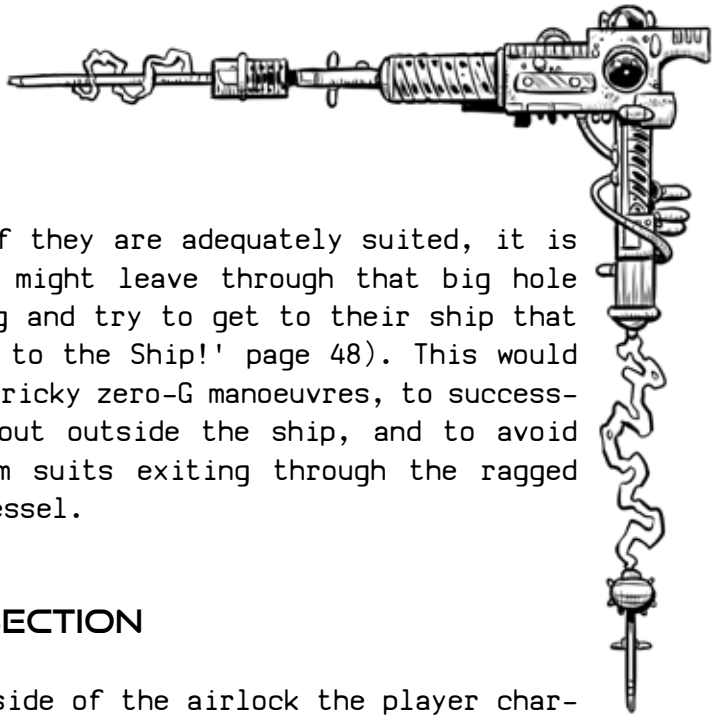 f they are adequately suited, it is
might leave through that big hole
g and try to get to their ship that
to the Ship!' page 48). This would
ricky zero-G manoeuvres, to success-
out outside the ship, and to avoid
m suits exiting through the ragged
essel.
SECTION
side of the airlock the player char-